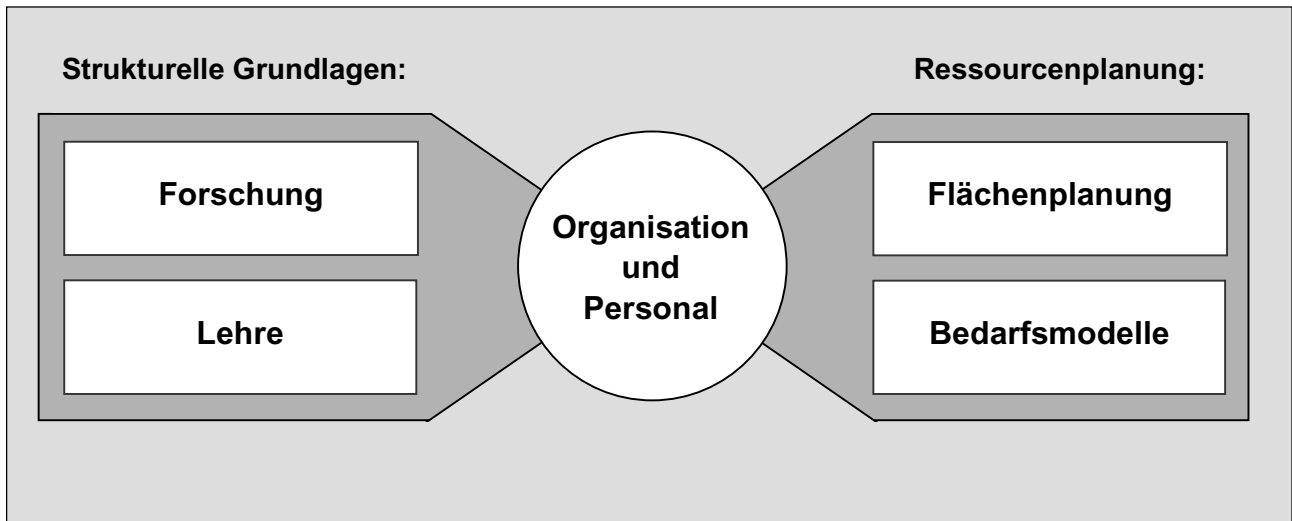 Strukturelle Grundlagen:
Forschung
Lehre
Organisation
und
Personal
Ressourcenplanung:
Flächenplanung
Bedarfsmodelle